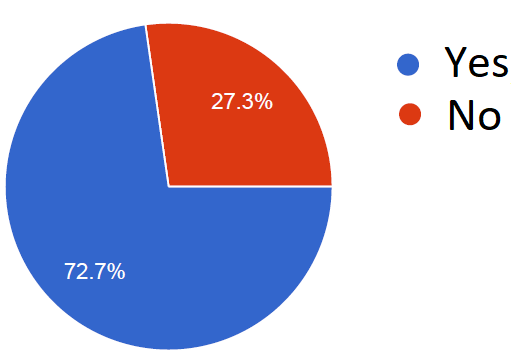 Yes
No
27.3%
72.7%